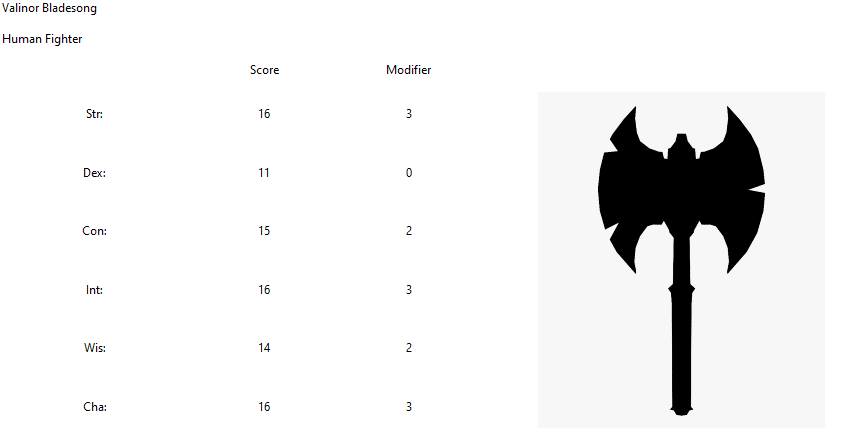 Valinor Bladesong
Human Fighter
Score Modifier
Str: 16 3
Dex: 11 0
Con: 15 2
Int: 16 3
Wis: 14 2
Cha: 16 3